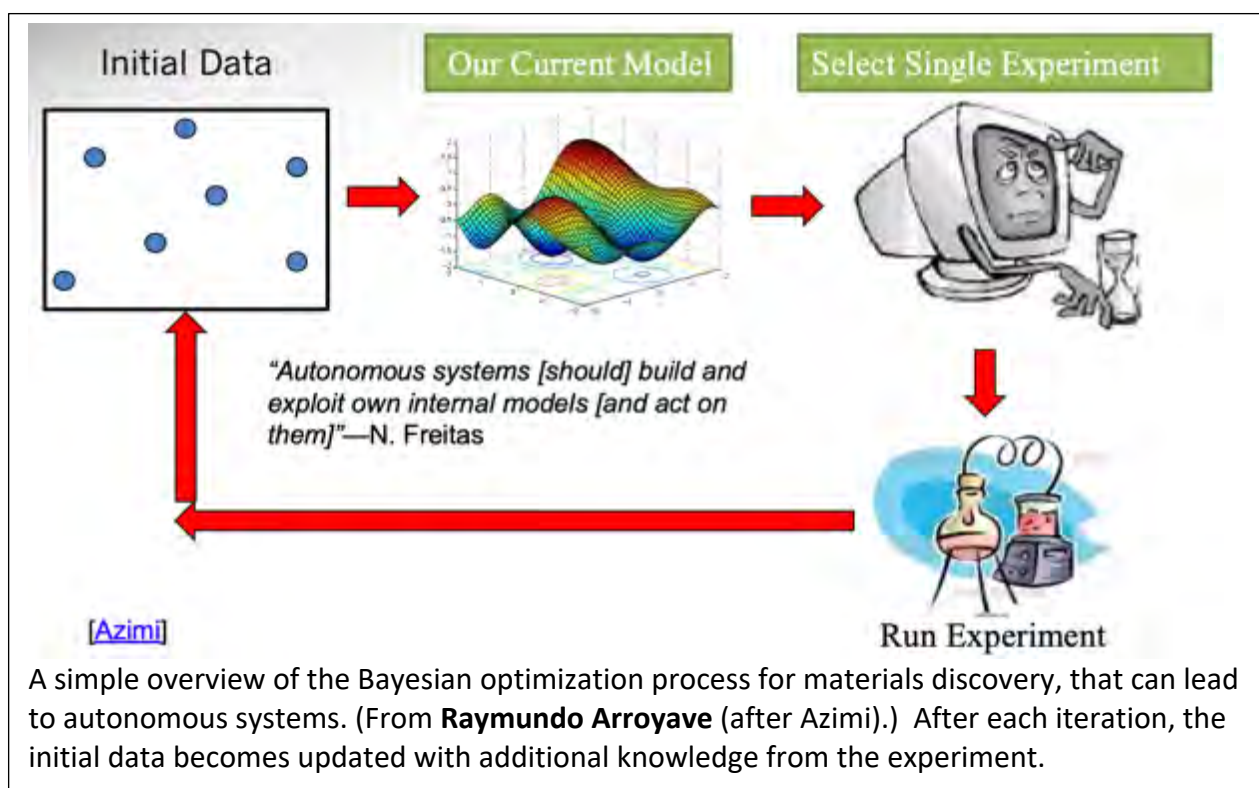 Initial Data
Our Current Model
Select Single Experiment
“Autonomous systems [should] build and
exploit own internal models [and act on
them]”—N. Freitas
[Azimi]
Run Experiment
A simple overview of the Bayesian optimization process for materials discovery, that can lead
to autonomous systems. (From Raymundo Arroyave (after Azimi).)  After each iteration, the
initial data becomes updated with additional knowledge from the experiment.